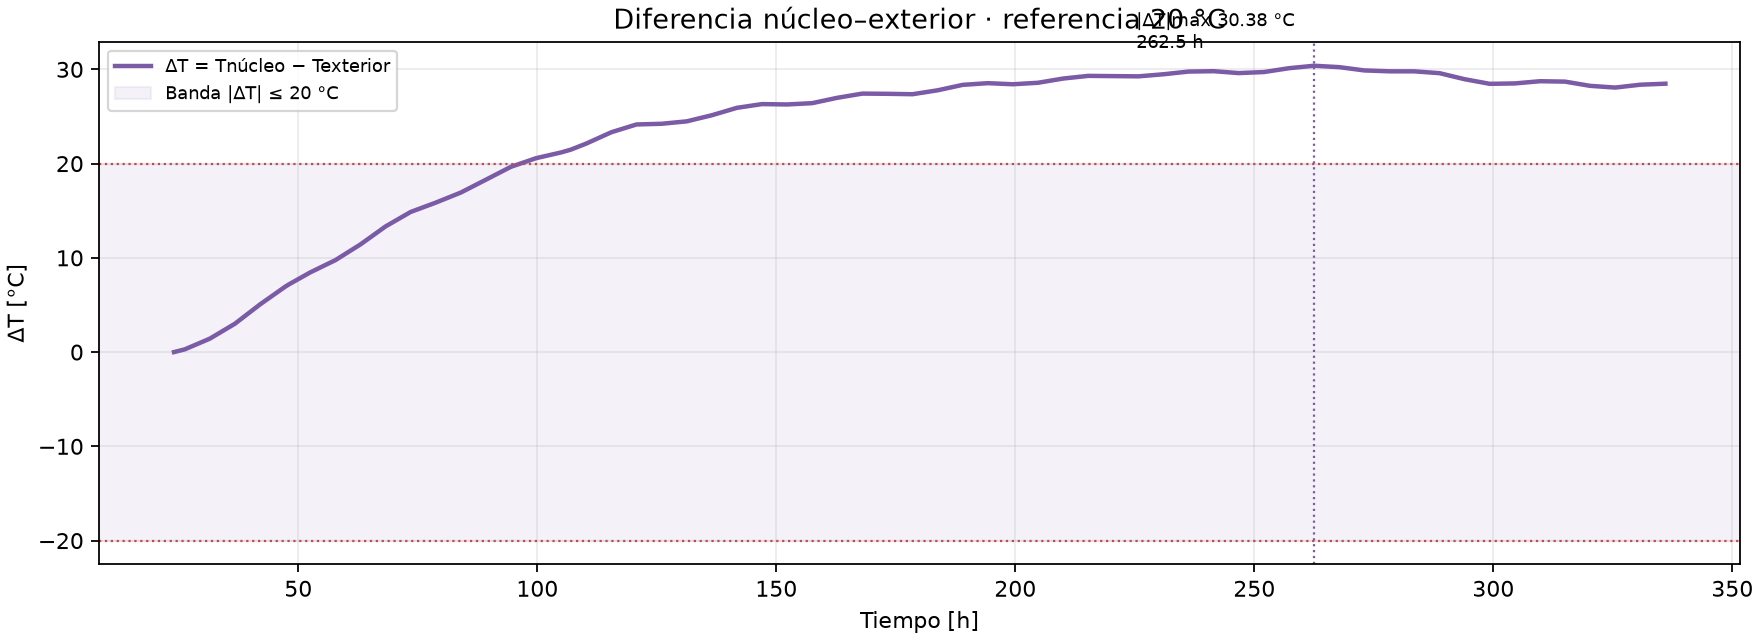 Diferencia núcleo–exterior · referencia 20 °C
|ΔT|max 30.38 °C
262.5 h
ΔT = Tnúcleo − Texterior
Banda |ΔT| ≤ 20 °C
ΔT [°C]
30
20
10
0
−10
−20
50
100
150
200
250
300
350
Tiempo [h]